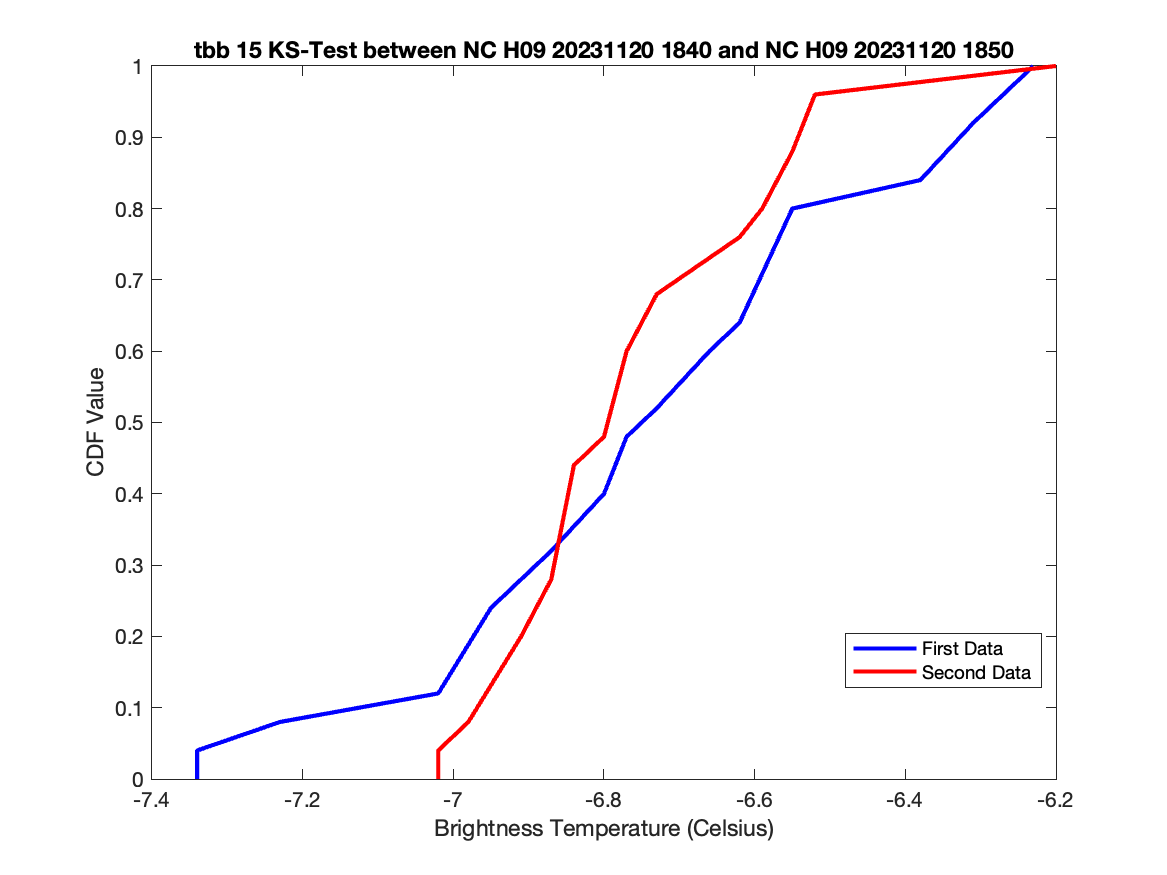 tbb 15 KS-Test between NC H09 20231120 1840 and NC H09 20231120 1850
1
0.9
0.8
0.7
0.6
0.5
0.4
0.3
0.2
0.1
0
CDF Value
First Data
Second Data
-7.4 -7.2 -7 -6.8 -6.6 -6.4 -6.2
Brightness Temperature (Celsius)